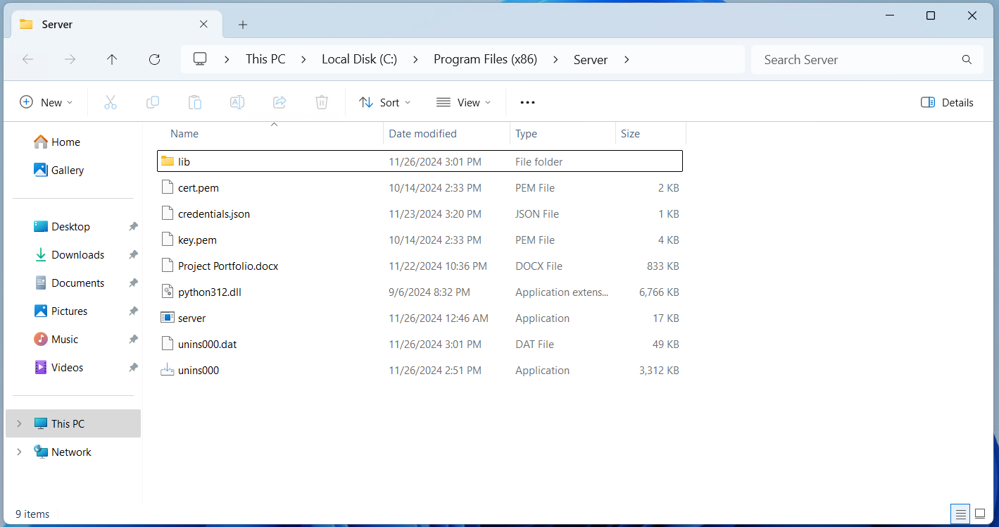 Server
This PC Local Disk (C:) Program Files (x86) Server Search Server
New Sort View Details
Name Date modified Type Size
Home
Gallery
Desktop
Downloads
Documents
Pictures
Music
Videos
This PC
Network
lib 11/26/2024 3:01 PM File folder
cert.pem 10/14/2024 2:33 PM PEM File 2 KB
credentials.json 11/23/2024 3:20 PM JSON File 1 KB
key.pem 10/14/2024 2:33 PM PEM File 4 KB
Project Portfolio.docx 11/22/2024 10:36 PM DOCX File 833 KB
python312.dll 9/6/2024 8:32 PM Application extens... 6,766 KB
server 11/26/2024 12:46 AM Application 17 KB
unins000.dat 11/26/2024 3:01 PM DAT File 49 KB
unins000 11/26/2024 2:51 PM Application 3,312 KB
9 items